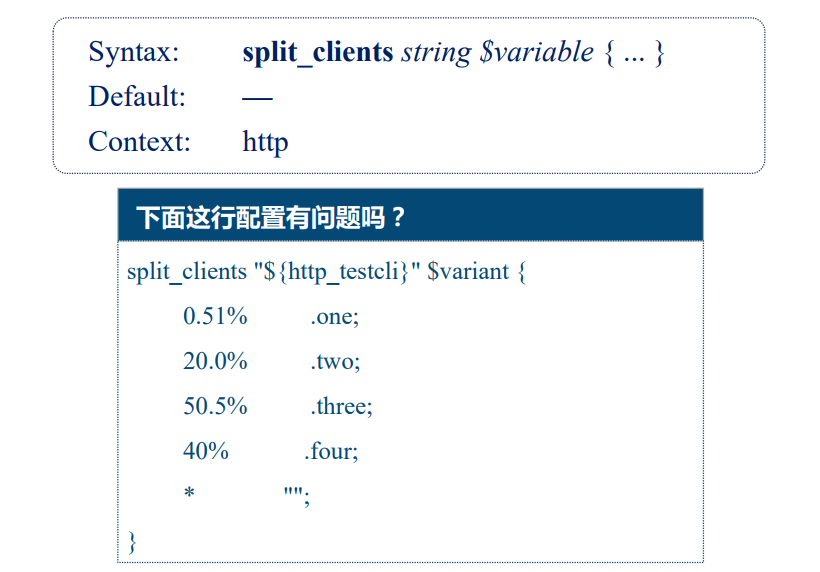 Syntax: split_clients string $variable { ... }
Default: —
Context: http
下面这行配置有问题吗？
split_clients "${http_testcli}" $variant {
0.51% .one;
20.0% .two;
50.5% .three;
40% .four;
* "";
}